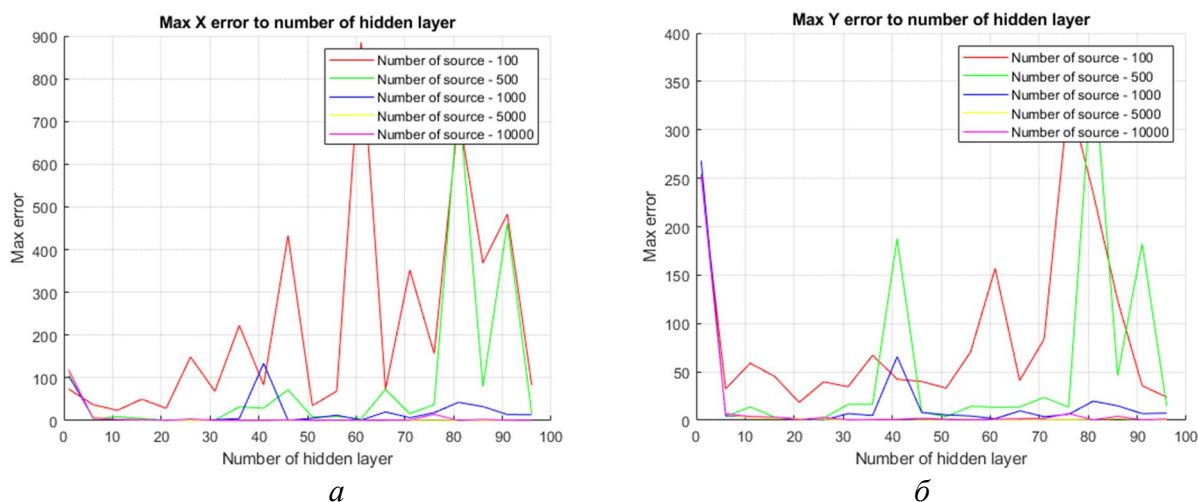 Max X error to number of hidden layer
900
800
700
600
500
400
300
200
100
0
Max error
0 10 20 30 40 50 60 70 80 90 100
Number of hidden layer
Number of source - 100
Number of source - 500
Number of source - 1000
Number of source - 5000
Number of source - 10000
а
Max Y error to number of hidden layer
400
350
300
250
200
150
100
50
0
Max error
0 10 20 30 40 50 60 70 80 90 100
Number of hidden layer
Number of source - 100
Number of source - 500
Number of source - 1000
Number of source - 5000
Number of source - 10000
б